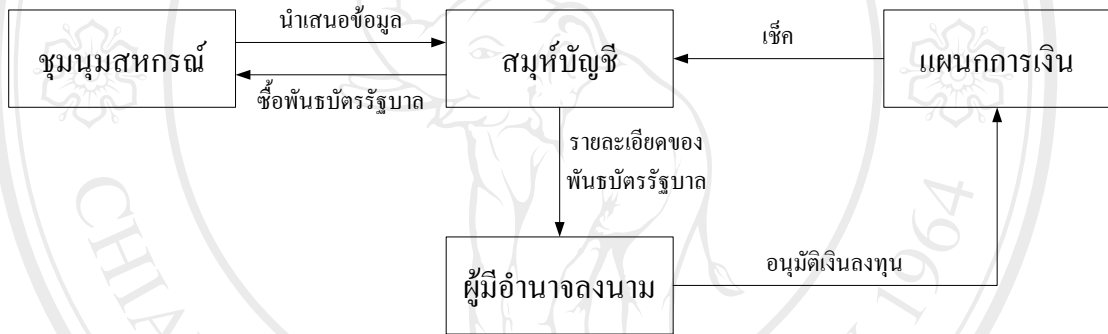 นำเสนอข้อมูล
เช็ค
ชุมนุมสหกรณ์
สมุห์บัญชี
แผนกการเงิน
ซื้อพันธบัตรรัฐบาล
รายละเอียดของ
พันธบัตรรัฐบาล
อนุมัติเงินลงทุน
ผู้มีอำนาจลงนาม
CHIA
1964